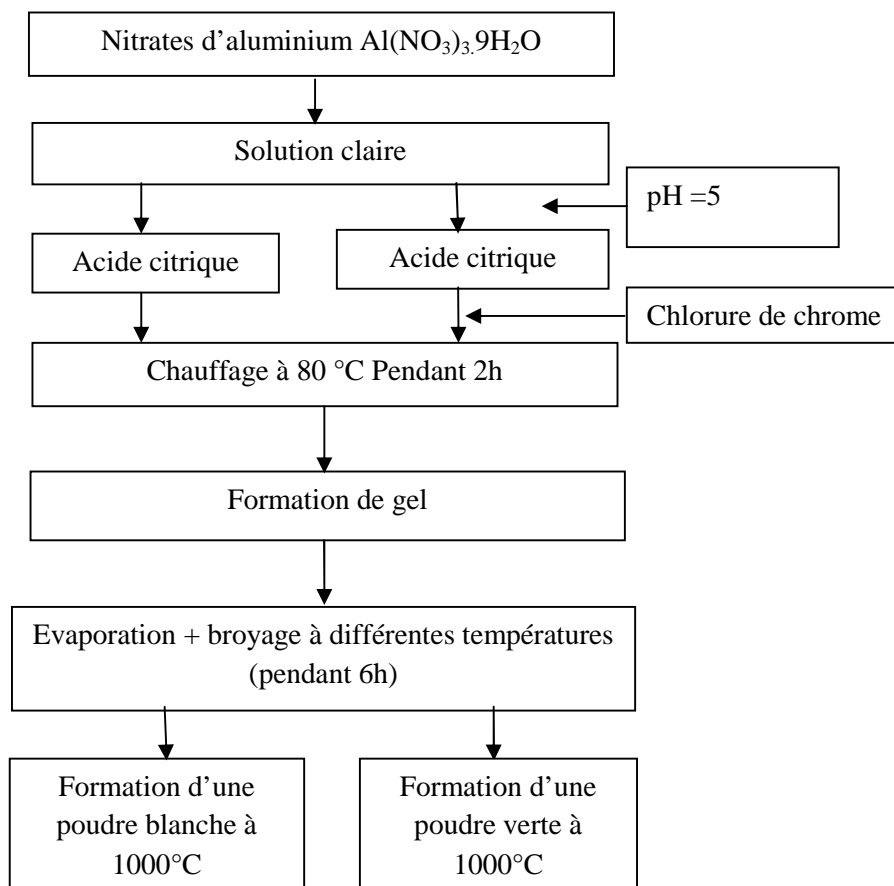 Nitrates d’aluminium Al(NO₃)₃.9H₂O
Solution claire
pH =5
Acide citrique
Acide citrique
Chlorure de chrome
Chauffage à 80 °C Pendant 2h
Formation de gel
Evaporation + broyage à différentes températures
(pendant 6h)
Formation d’une
poudre blanche à
1000°C
Formation d’une
poudre verte à
1000°C